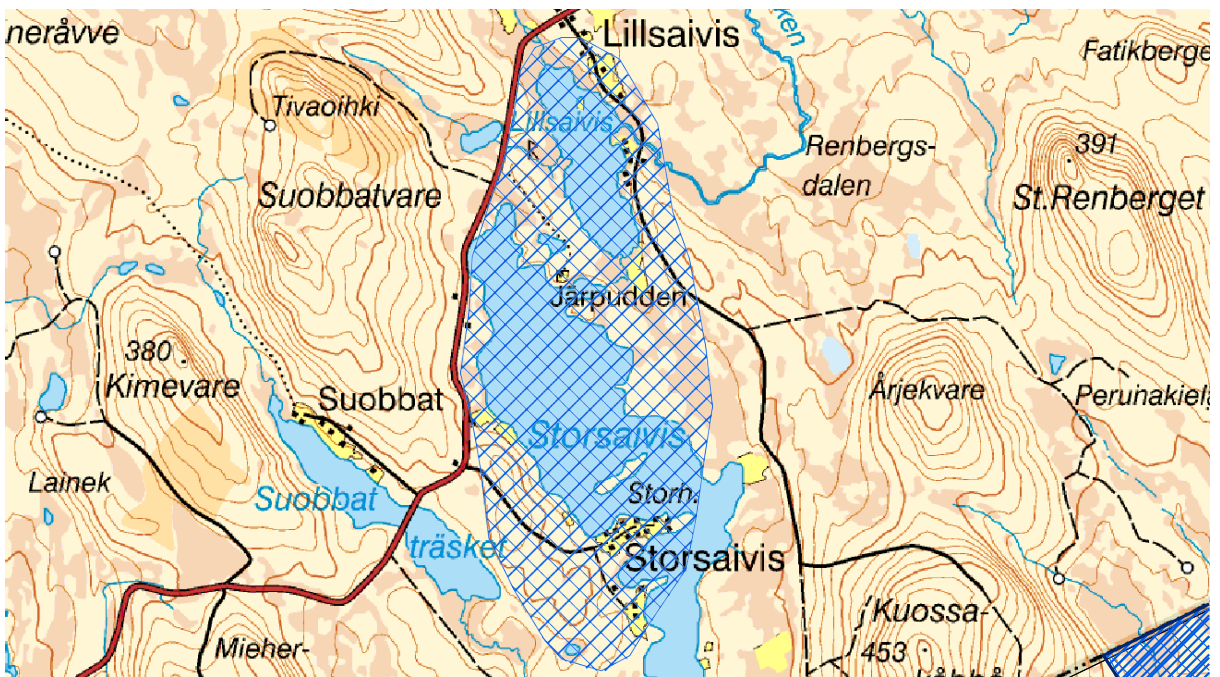 neråvve
Lillsaivis
Fatikberge
Tivaoihki
Lillsaivis
Renbergs-
dalen
391
Suobbatvare
St.Renberget
Järpudden
380
Kimevare
Suobbat
Årjekvare
Perunakiel
Storsaivis
Lainek
Suobbat
Storh.
träsket
Storsaivis
Kuossa-
Mieher-
453